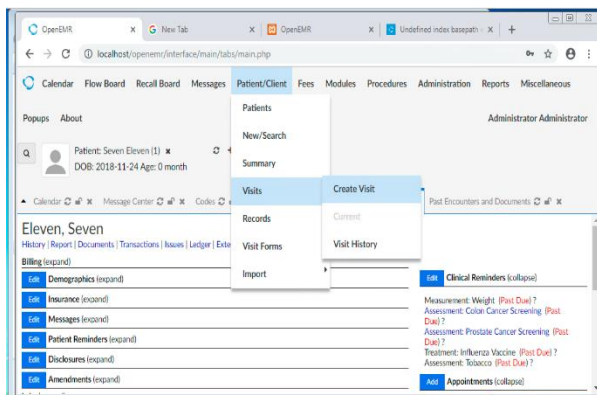 OpenEMR
New Tab
OpenEMR
Undefined index basepath
localhost/openemr/interface/main/tabs/main.php
Calendar Flow Board Recall Board Messages Patient/Client Fees Modules Procedures Administration Reports Miscellaneous
Popups About
Administrator Administrator
Patients
New/Search
Summary
Visits
Records
Visit Forms
Import
Create Visit
Current
Visit History
Patient: Seven Eleven (1)
DOB: 2018-11-24 Age: 0 month
Calendar
Message Center
Codes
Past Encounters and Documents
Eleven, Seven
History | Report | Documents | Transactions | Issues | Ledger |
Billing (expand)
Edit Demographics (expand)
Edit Insurance (expand)
Edit Messages (expand)
Edit Patient Reminders (expand)
Edit Disclosures (expand)
Edit Amendments (expand)
Edit Clinical Reminders (collapse)
Measurement: Weight (Past Due) ?
Assessment: Colon Cancer Screening (Past
Due) ?
Assessment: Prostate Cancer Screening (Past
Due) ?
Treatment: Influenza Vaccine (Past Due) ?
Assessment: Tobacco (Past Due) ?
Add Appointments (collapse)